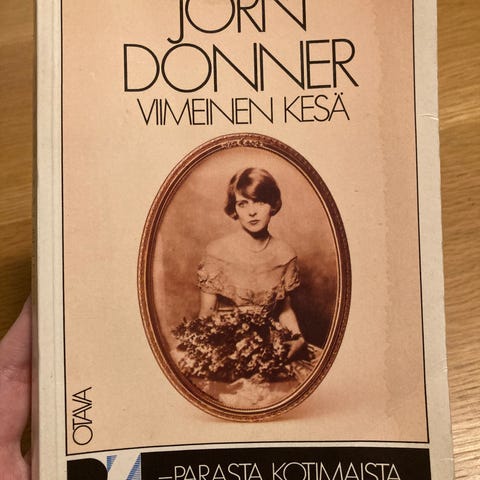 JÖRN
DONNER
VIIMEINEN KESÄ
OTAVA
–PARASTA KOTIMAISTA